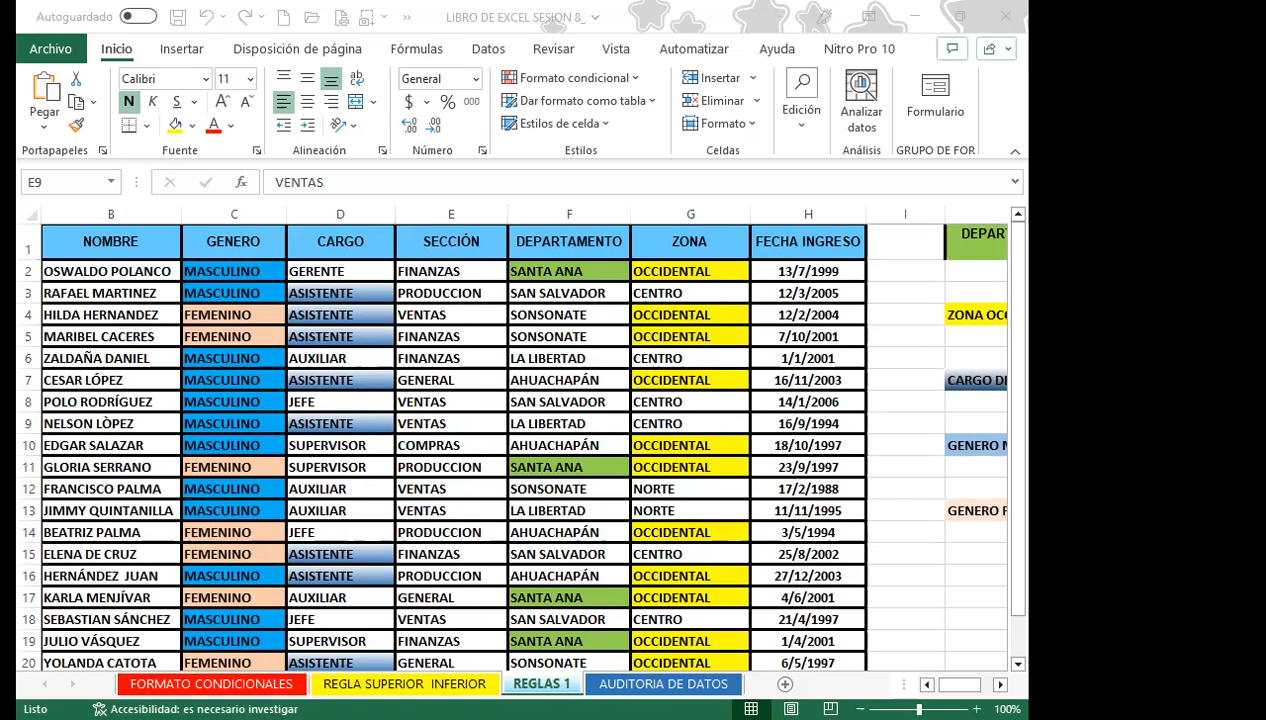 Autoguardado LIBRO DE EXCEL SESION 8_
Archivo Inicio Insertar Disposición de página Fórmulas Datos Revisar Vista Automatizar Ayuda Nitro Pro 10
Pegar Calibri 11 General Formato condicional Insertar
N K S $ % 000 Dar formato como tabla Eliminar Edición Analizar datos Formulario
Estilos de celda Formato
Portapapeles Fuente Alineación Número Estilos Celdas Análisis GRUPO DE FOR
E9 fx VENTAS
B C D E F G H I
1 NOMBRE GENERO CARGO SECCIÓN DEPARTAMENTO ZONA FECHA INGRESO DEPART
2 OSWALDO POLANCO MASCULINO GERENTE FINANZAS SANTA ANA OCCIDENTAL 13/7/1999
3 RAFAEL MARTINEZ MASCULINO ASISTENTE PRODUCCION SAN SALVADOR CENTRO 12/3/2005
4 HILDA HERNANDEZ FEMENINO ASISTENTE VENTAS SONSONATE OCCIDENTAL 12/2/2004 ZONA OCC
5 MARIBEL CACERES FEMENINO ASISTENTE FINANZAS SONSONATE OCCIDENTAL 7/10/2001
6 ZALDAÑA DANIEL MASCULINO AUXILIAR FINANZAS LA LIBERTAD CENTRO 1/1/2001
7 CESAR LÓPEZ MASCULINO ASISTENTE GENERAL AHUACHAPÁN OCCIDENTAL 16/11/2003 CARGO DE
8 POLO RODRÍGUEZ MASCULINO JEFE VENTAS SAN SALVADOR CENTRO 14/1/2006
9 NELSON LÒPEZ MASCULINO ASISTENTE VENTAS LA LIBERTAD CENTRO 16/9/1994
10 EDGAR SALAZAR MASCULINO SUPERVISOR COMPRAS AHUACHAPÁN OCCIDENTAL 18/10/1997 GENERO M
11 GLORIA SERRANO FEMENINO SUPERVISOR PRODUCCION SANTA ANA OCCIDENTAL 23/9/1997
12 FRANCISCO PALMA MASCULINO AUXILIAR VENTAS SONSONATE NORTE 17/2/1988
13 JIMMY QUINTANILLA MASCULINO AUXILIAR VENTAS LA LIBERTAD NORTE 11/11/1995 GENERO F
14 BEATRIZ PALMA FEMENINO JEFE PRODUCCION AHUACHAPÁN OCCIDENTAL 3/5/1994
15 ELENA DE CRUZ FEMENINO ASISTENTE FINANZAS SAN SALVADOR CENTRO 25/8/2002
16 HERNÁNDEZ JUAN MASCULINO ASISTENTE PRODUCCION AHUACHAPÁN OCCIDENTAL 27/12/2003
17 KARLA MENJÍVAR FEMENINO AUXILIAR GENERAL SANTA ANA OCCIDENTAL 4/6/2001
18 SEBASTIAN SÁNCHEZ MASCULINO JEFE VENTAS SAN SALVADOR CENTRO 21/4/1997
19 JULIO VÁSQUEZ MASCULINO SUPERVISOR FINANZAS SANTA ANA OCCIDENTAL 1/4/2001
20 YOLANDA CATOTA FEMENINO ASISTENTE GENERAL SONSONATE OCCIDENTAL 6/5/1997
FORMATO CONDICIONALES REGLA SUPERIOR INFERIOR REGLAS 1 AUDITORIA DE DATOS
Listo Accesibilidad: es necesario investigar 100%